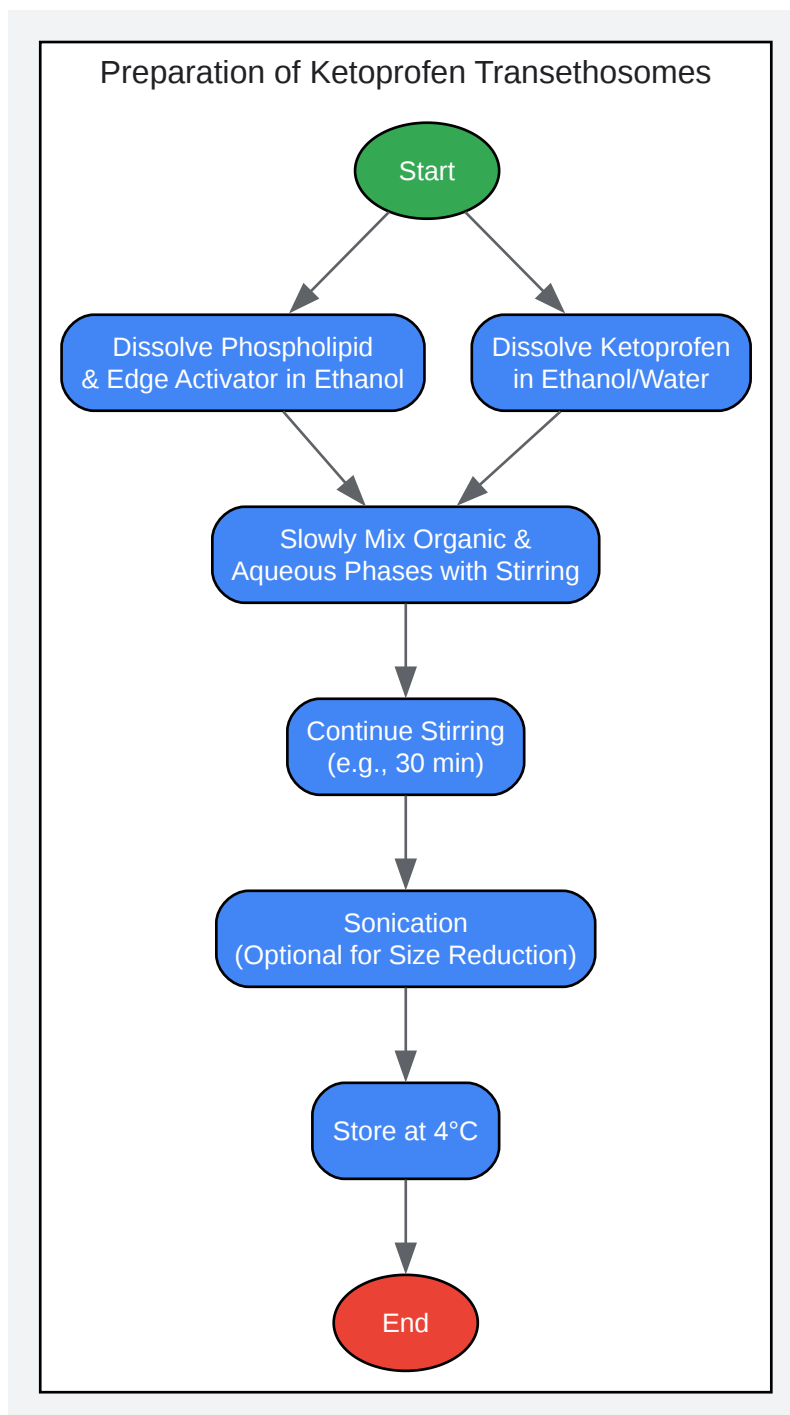 Preparation of Ketoprofen Transethosomes
Start
Dissolve Phospholipid
& Edge Activator in Ethanol
Dissolve Ketoprofen
in Ethanol/Water
Slowly Mix Organic &
Aqueous Phases with Stirring
Continue Stirring
(e.g., 30 min)
Sonication
(Optional for Size Reduction)
Store at 4°C
End